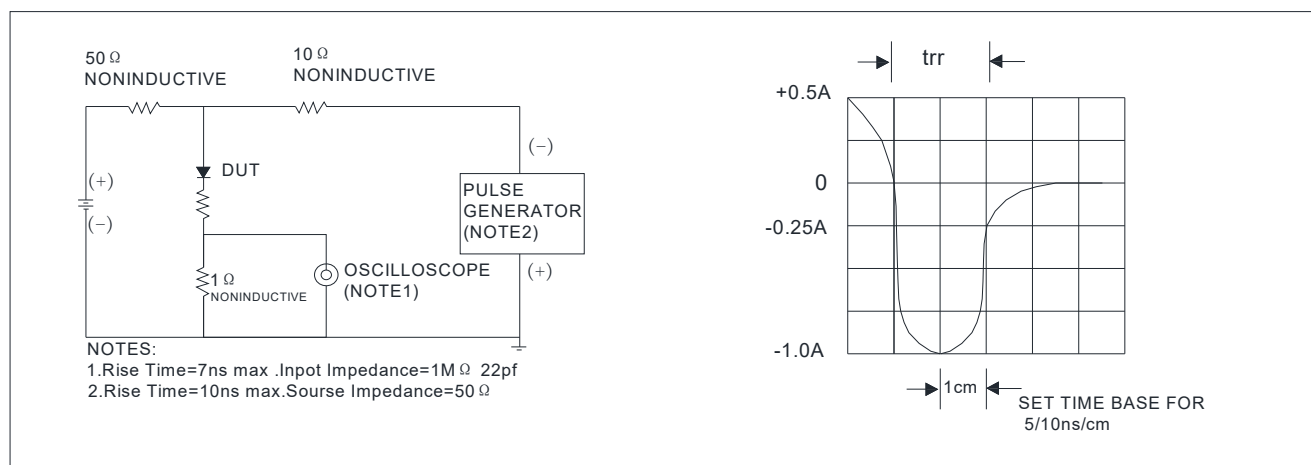 50 Ω
NONINDUCTIVE
10 Ω
NONINDUCTIVE
(+)
(-)
DUT
1 Ω
NONINDUCTIVE
OSCILLOSCOPE
(NOTE1)
(-)
PULSE
GENERATOR
(NOTE2)
(+)
NOTES:
1.Rise Time=7ns max .Inpot Impedance=1M Ω 22pf
2.Rise Time=10ns max.Sourse Impedance=50 Ω
trr
+0.5A
0
-0.25A
-1.0A
1cm
SET TIME BASE FOR
5/10ns/cm